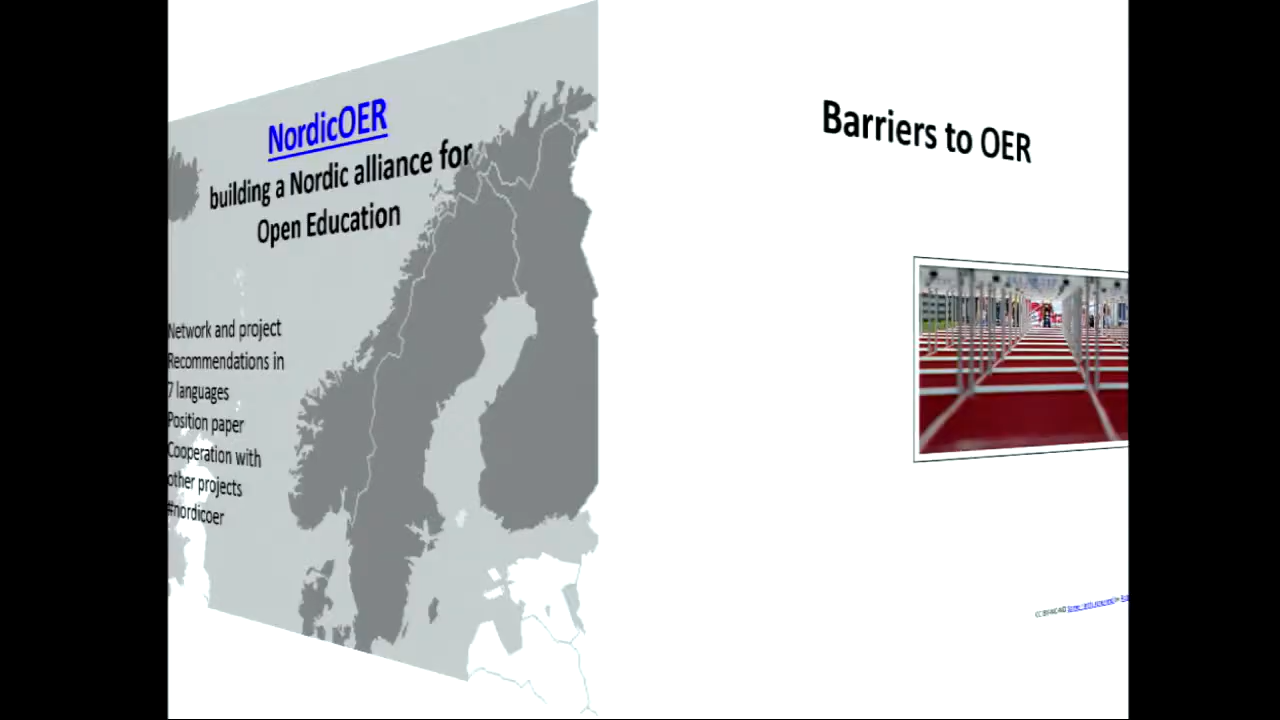 NordicOER
building a Nordic alliance for
Open Education
Network and project
Recommendations in
7 languages
Position paper
Cooperation with
other projects
#nordicoer
Barriers to OER